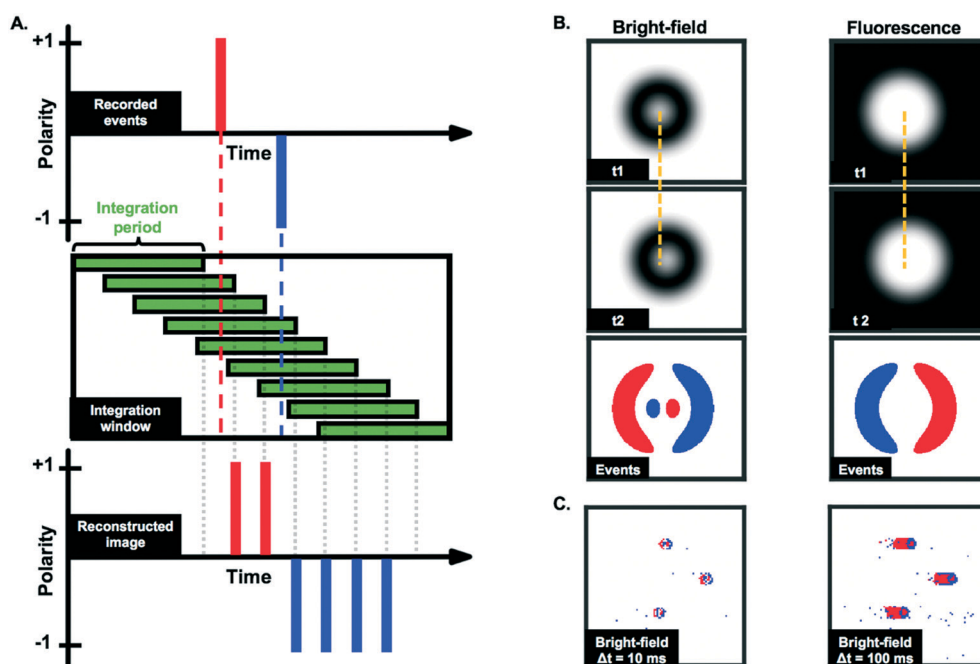 A.
+1
Recorded
events
Polarity
Time
-1
Integration
period
Integration
window
+1
Reconstructed
image
Polarity
Time
-1
B.
Bright-field
Fluorescence
t1
t1
t2
t 2
Events
Events
C.
Bright-field
Δt = 10 ms
Bright-field
Δt = 100 ms